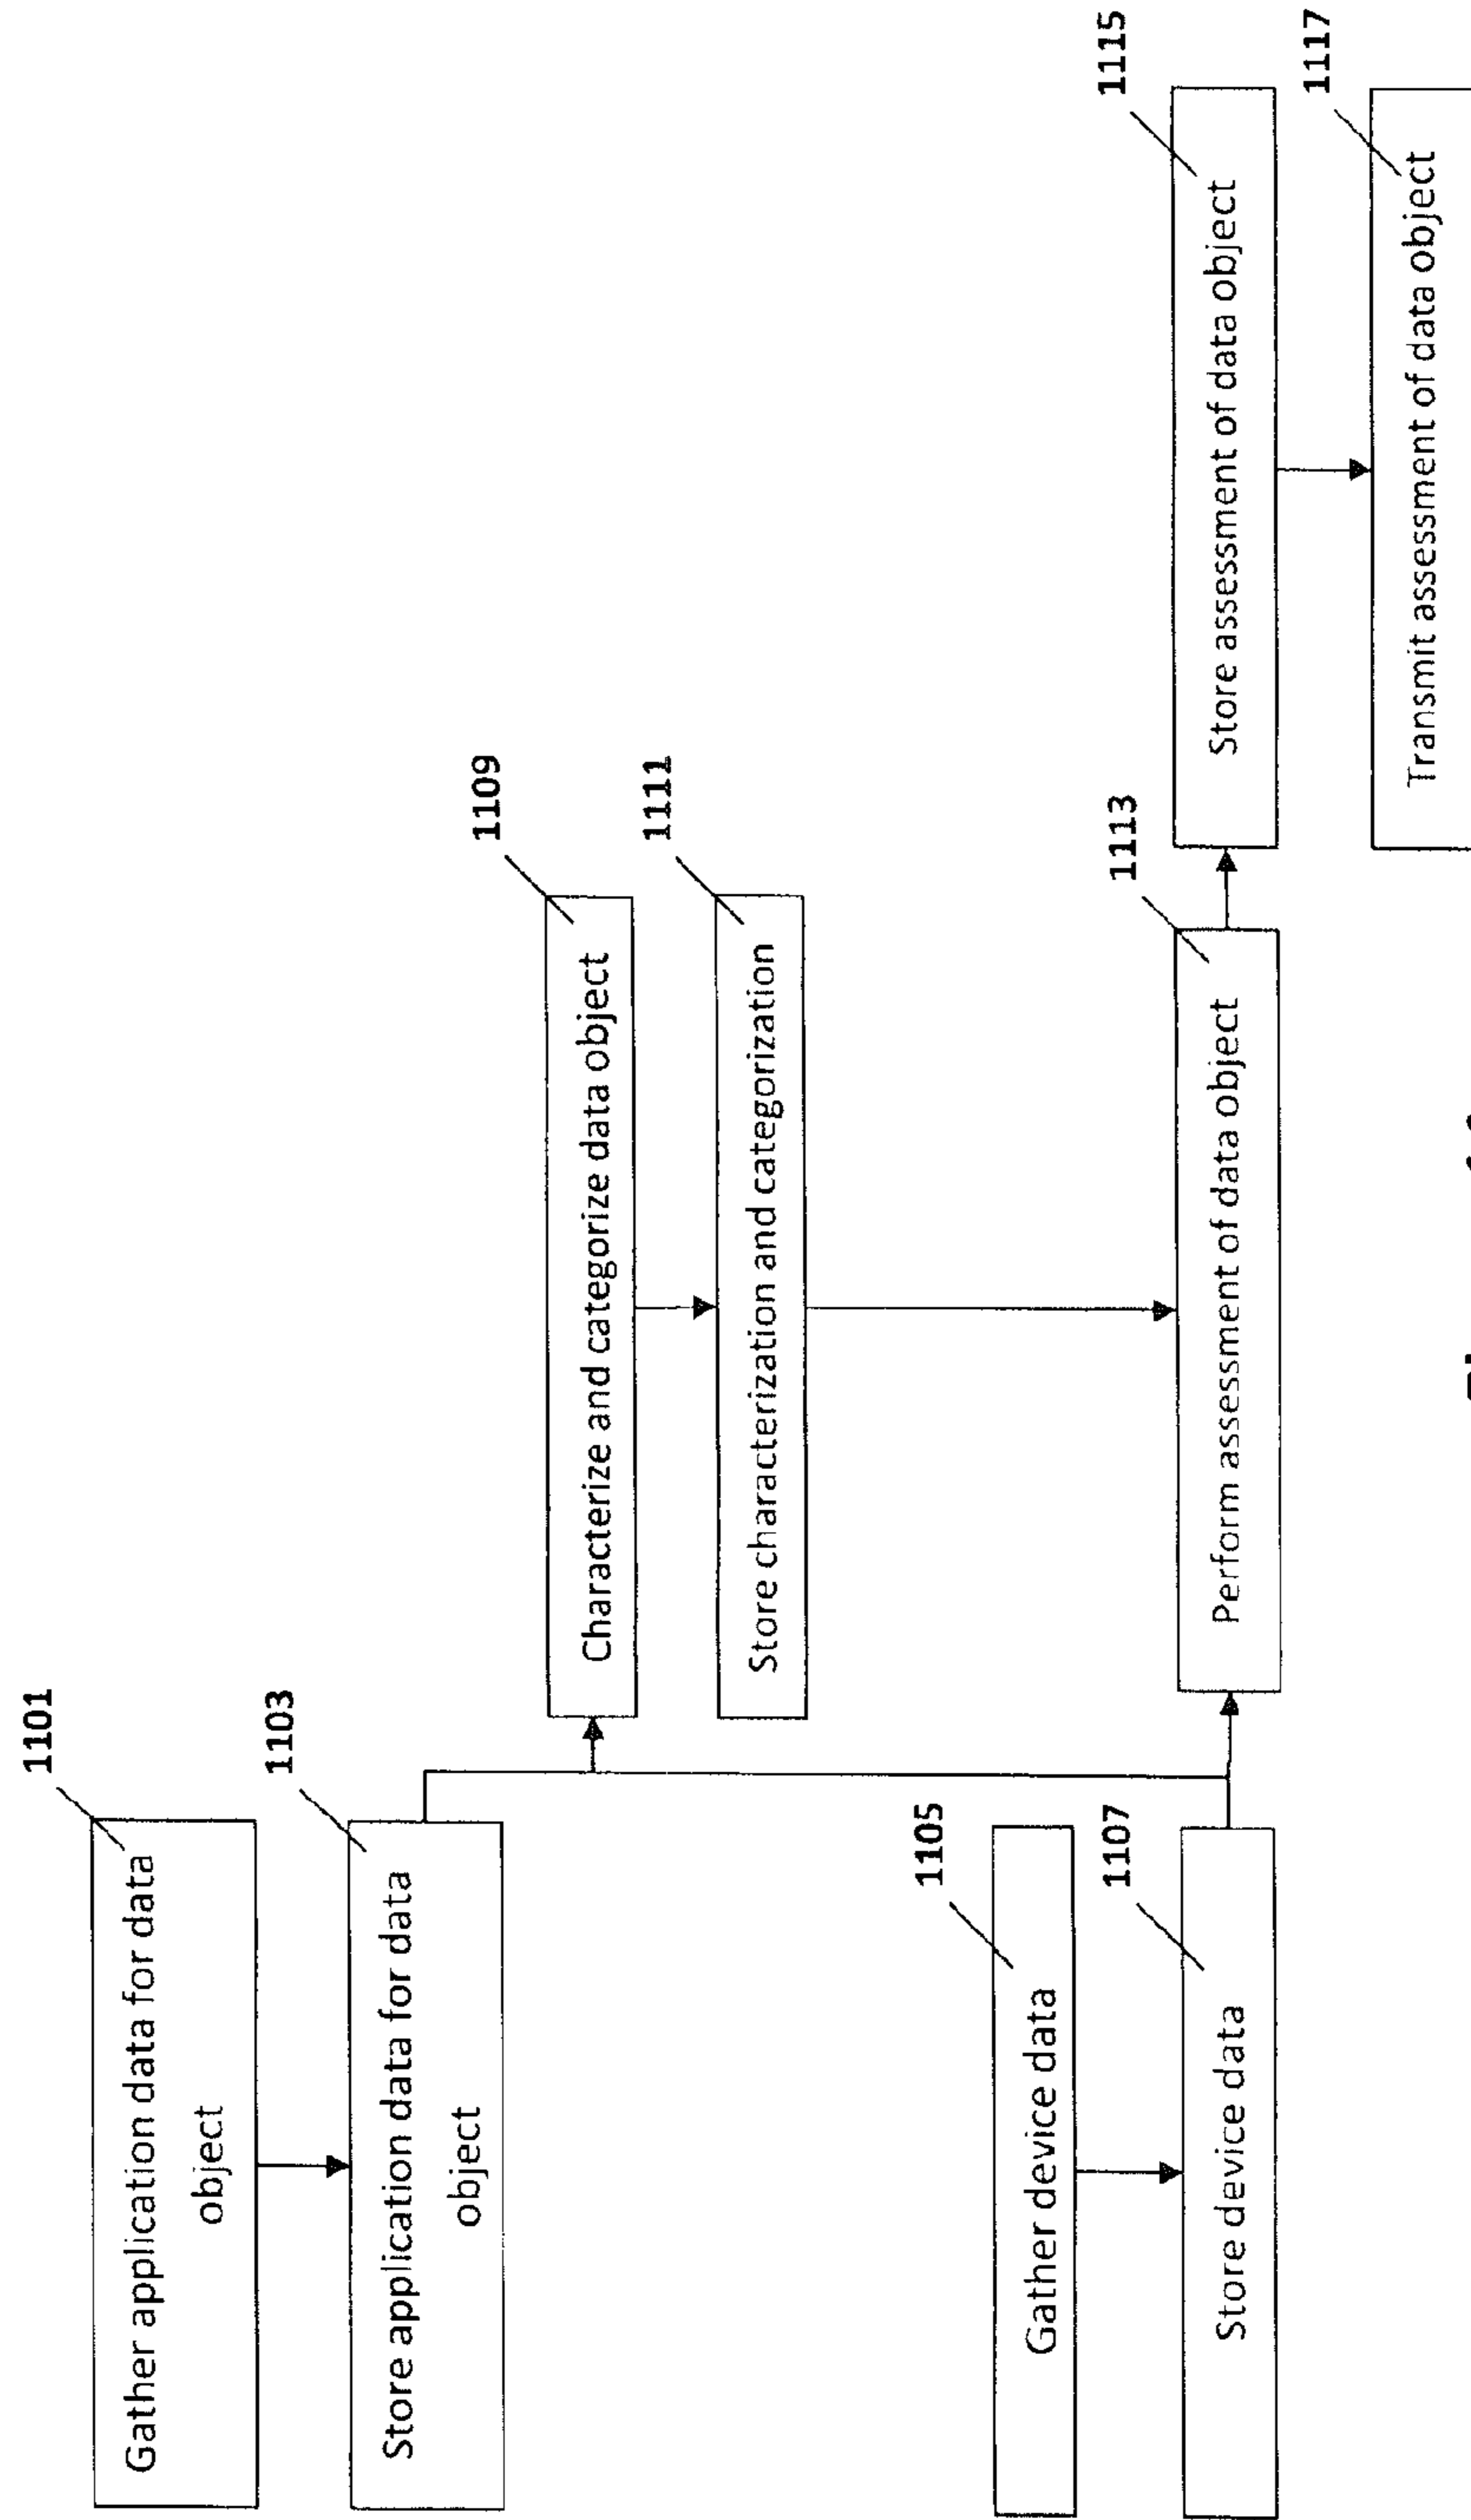 1101
Gather application data for data
object
1103
Store application data for data
object
1105
Gather device data
1107
Store device data
1109
Characterize and categorize data object
1111
Store characterization and categorization
1113
Perform assessment of data object
1115
Store assessment of data object
1117
Transmit assessment of data object